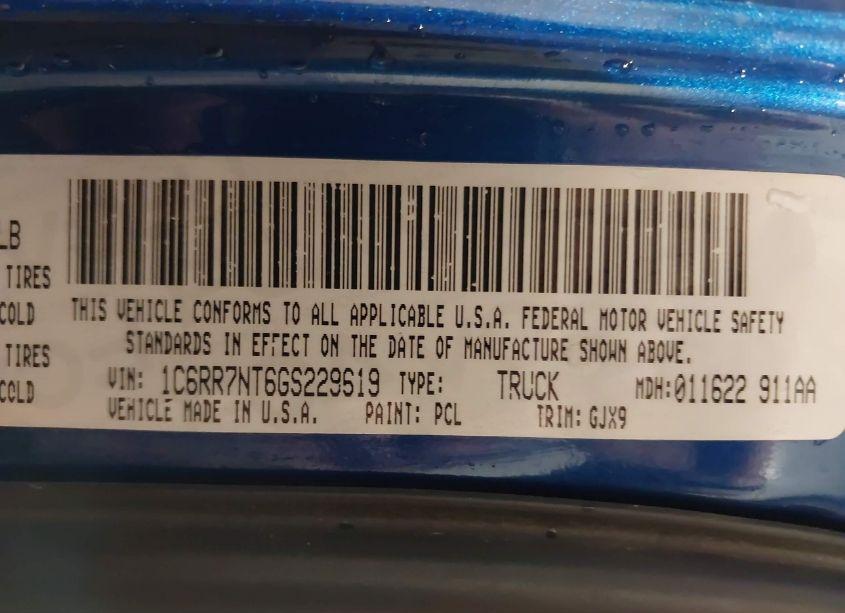 LB
TIRES
COLD
TIRES
COLD
THIS VEHICLE CONFORMS TO ALL APPLICABLE U.S.A. FEDERAL MOTOR VEHICLE SAFETY
STANDARDS IN EFFECT ON THE DATE OF MANUFACTURE SHOWN ABOVE.
VIN: 1C6RR7NT6GS229619 TYPE: TRUCK MDH:011622 911AA
VEHICLE MADE IN U.S.A. PAINT: PCL TRIM: GJX9